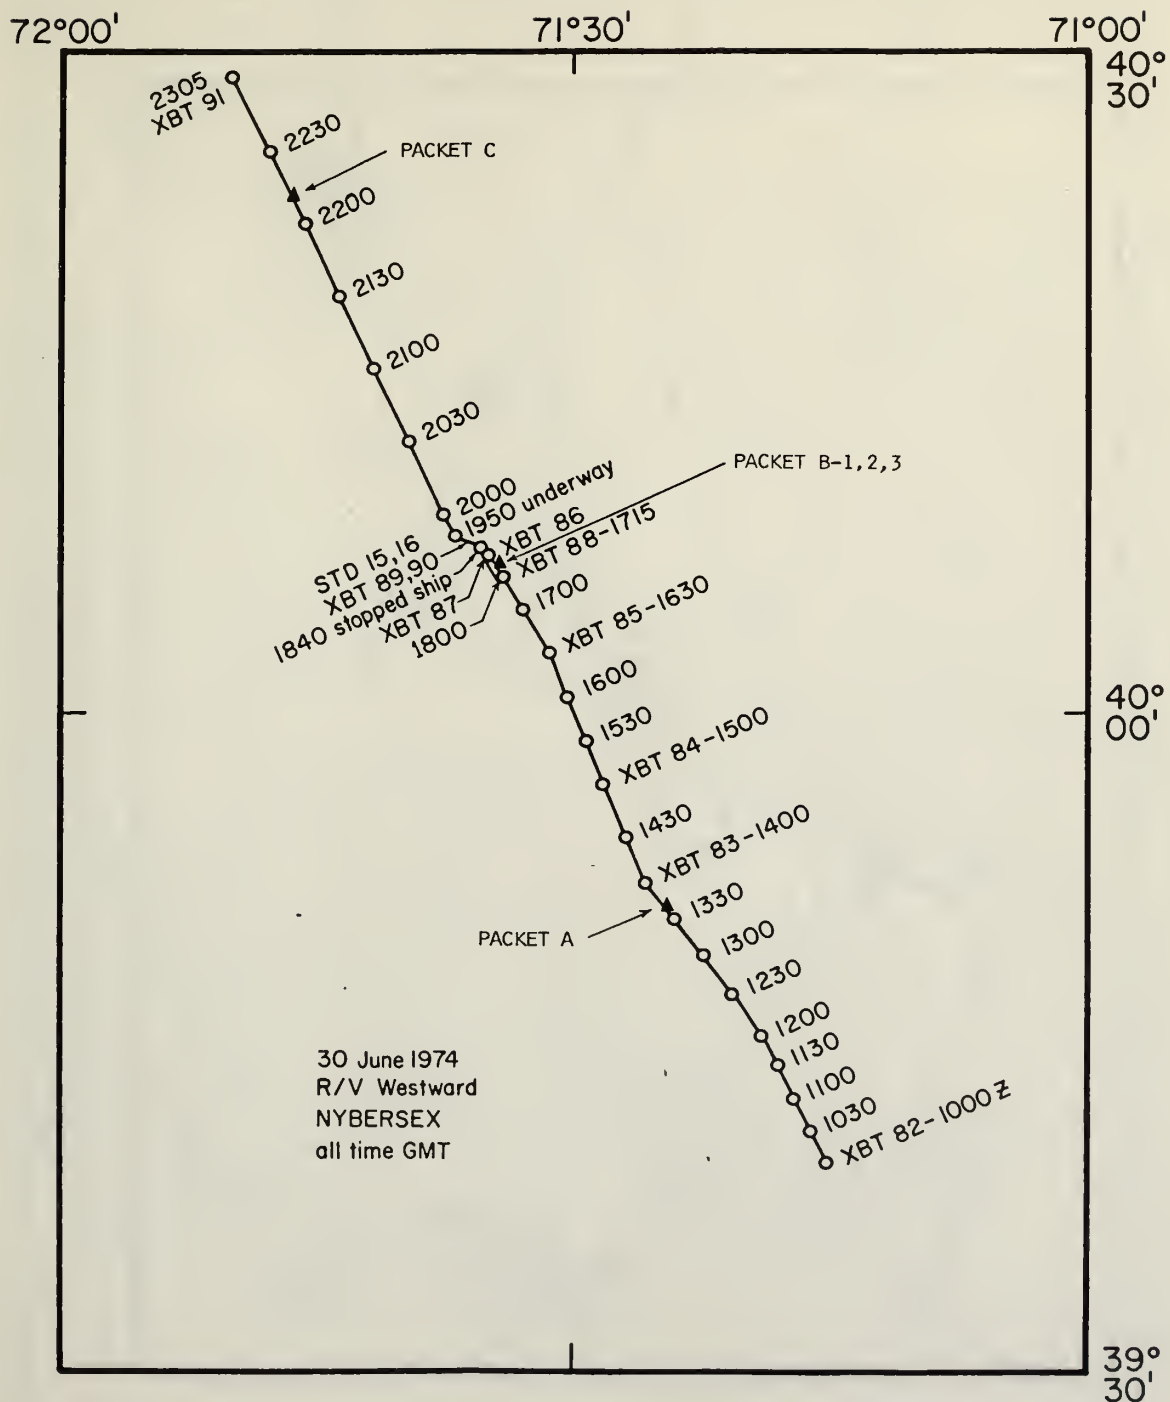 72°00'
71°30'
71°00'
40°
30'
2305
XBT 91
2230
PACKET C
2200
2130
2100
2030
PACKET B-1,2,3
2000
1950 underway
XBT 86
XBT 88-1715
STD 15,16
XBT 89,90
1840 stopped ship
XBT 87
1800
1700
XBT 85-1630
1600
40°
00'
1530
XBT 84-1500
1430
XBT 83-1400
1330
PACKET A
1300
1230
1200
1130
1100
1030
XBT 82-1000Z
30 June 1974
R/V Westward
NYBERSEX
all time GMT
39°
30'